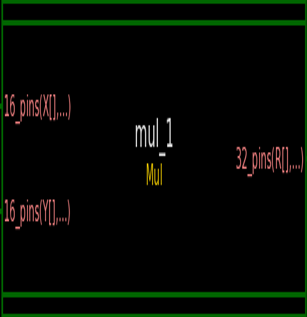 16_pins(X[],...)
mul_1
Mul
32_pins(R[],...)
16_pins(Y[],...)